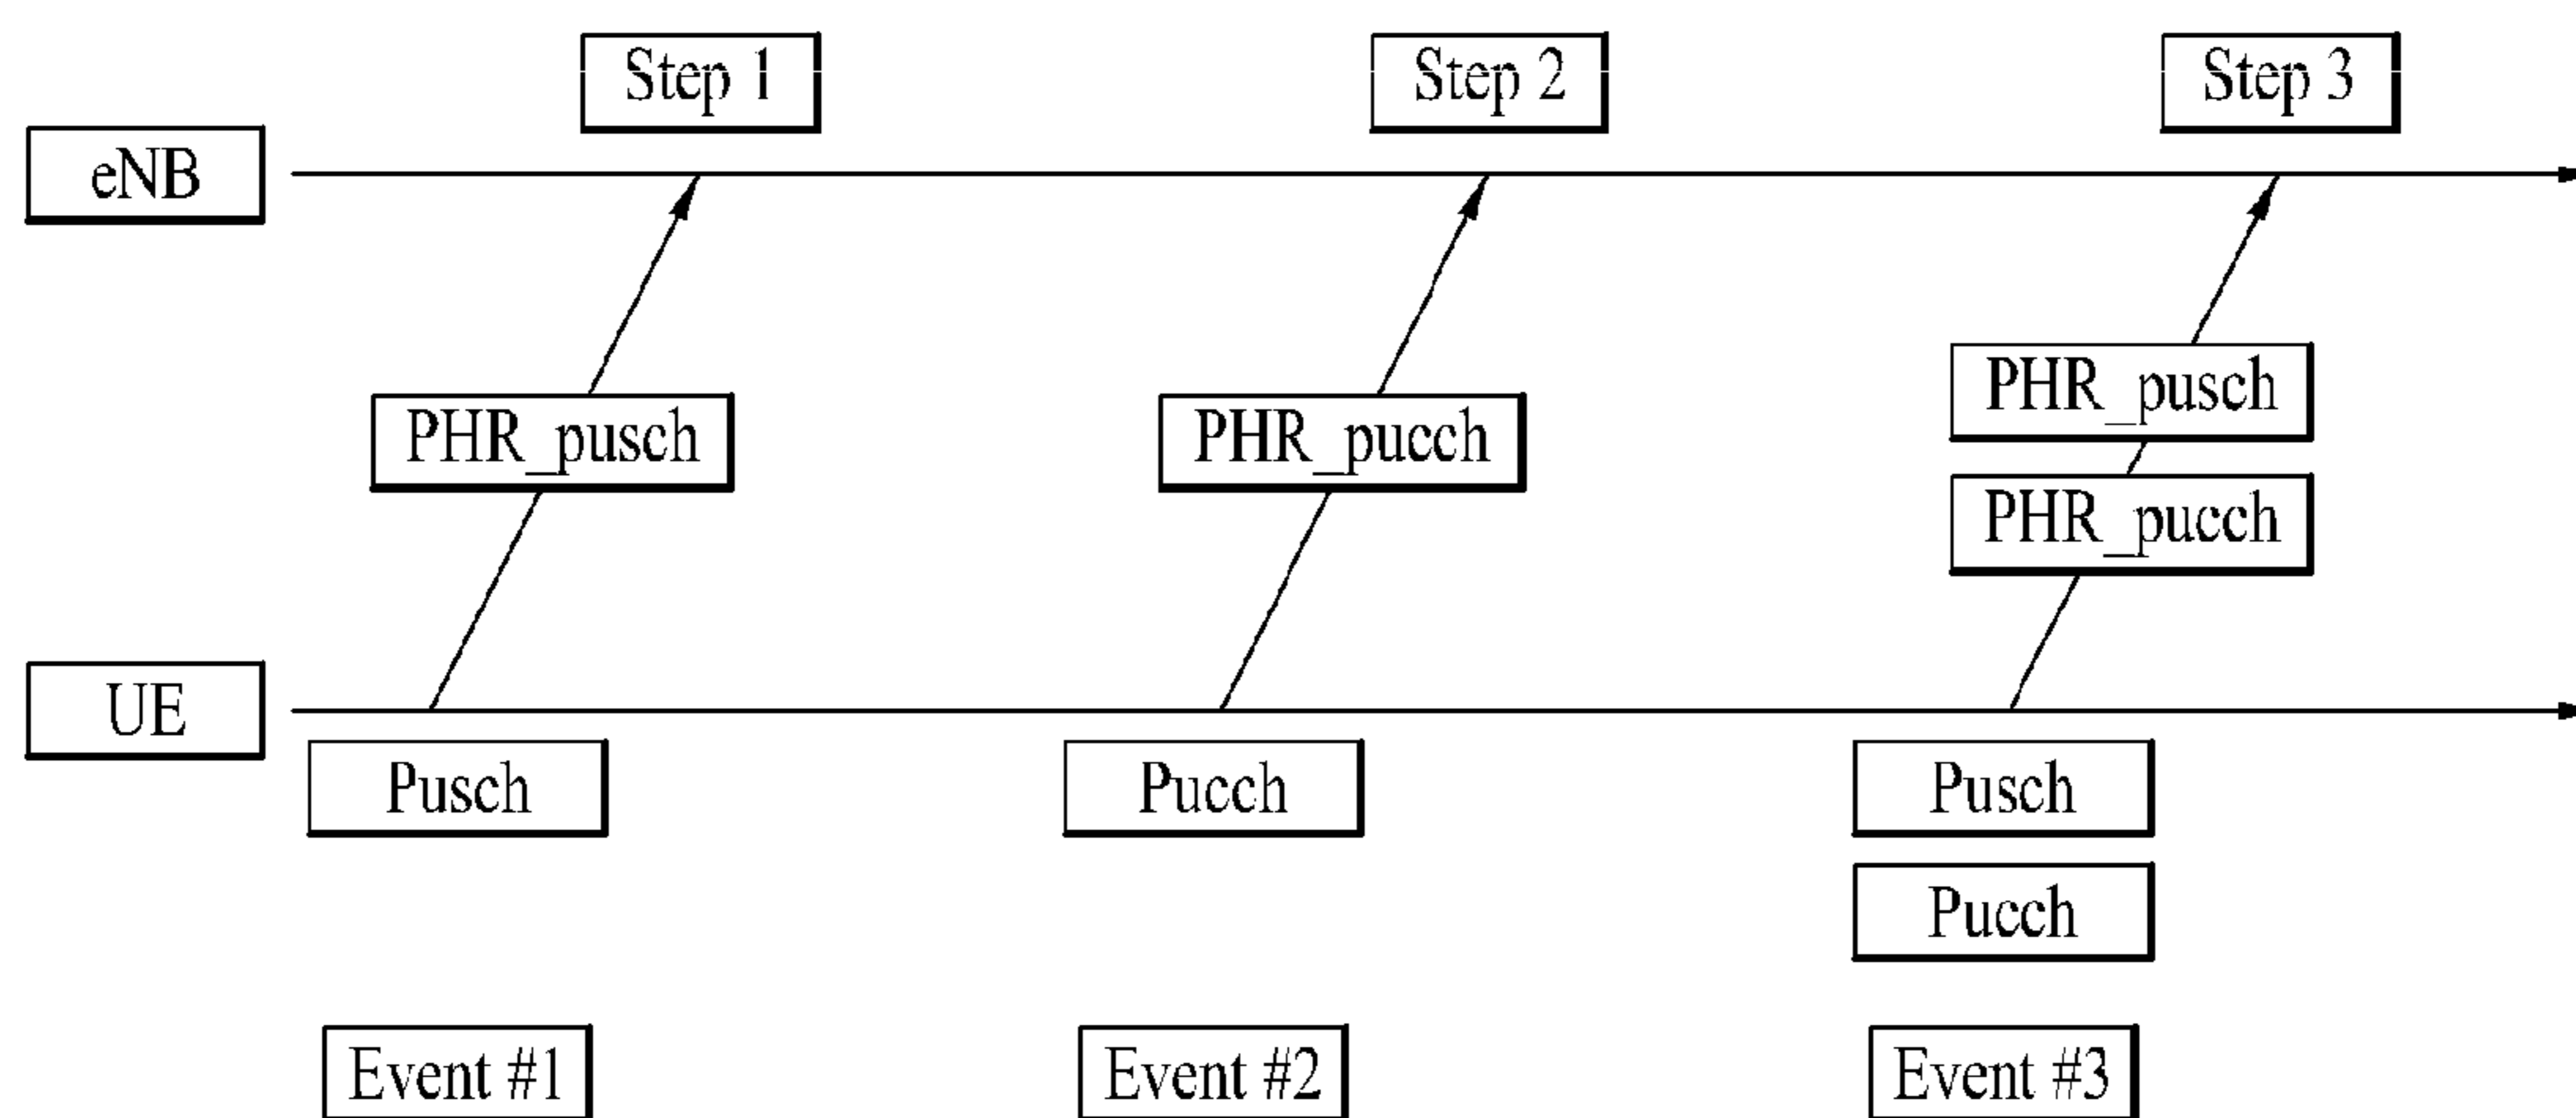 Step 1
Step 2
Step 3
eNB
PHR_pusch
PHR_pucch
PHR_pusch
PHR_pucch
UE
Pusch
Pucch
Pusch
Pucch
Event #1
Event #2
Event #3